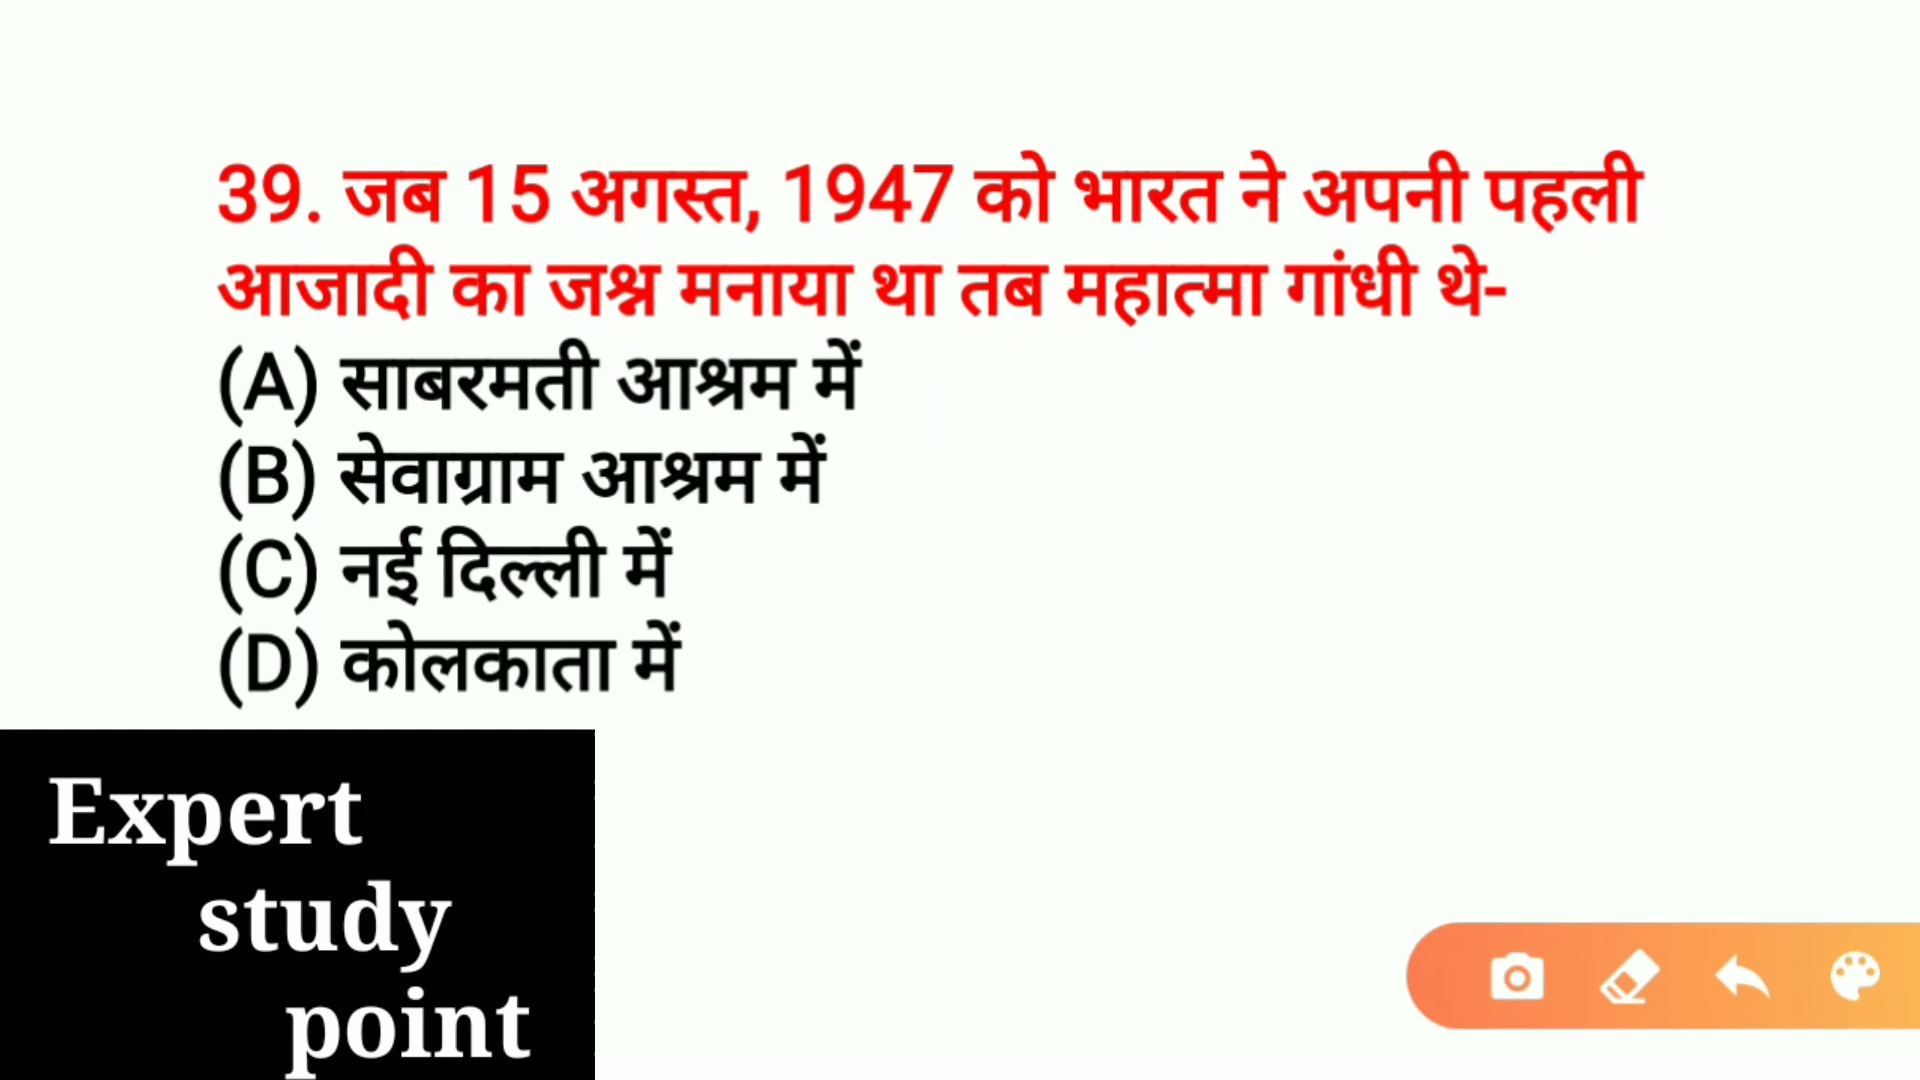 39. जब 15 अगस्त, 1947 को भारत ने अपनी पहली
आजादी का जश्न मनाया था तब महात्मा गांधी थे-
(A) साबरमती आश्रम में
(B) सेवाग्राम आश्रम में
(C) नई दिल्ली में
(D) कोलकाता में
Expert
study
point